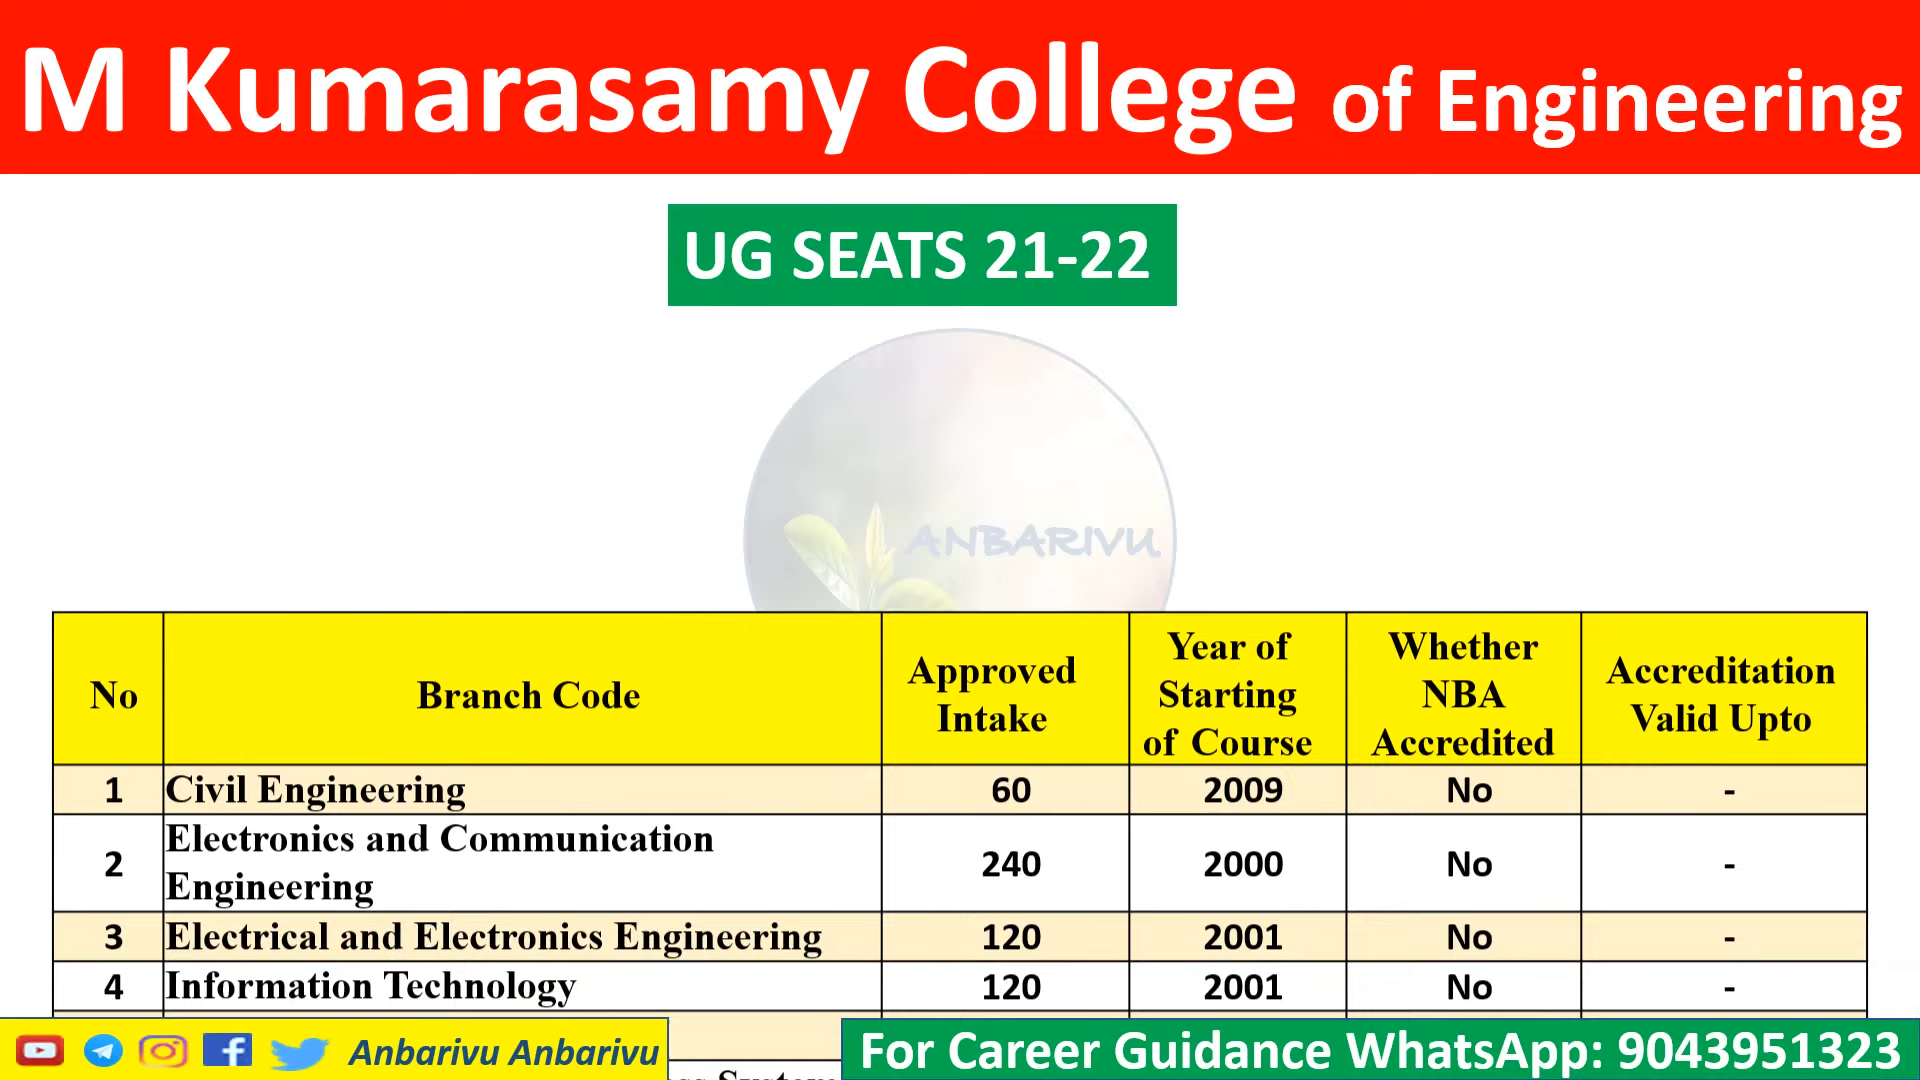 M Kumarasamy College of Engineering
UG SEATS 21-22
ANBARIVU
No Branch Code Approved Intake Year of Starting of Course Whether NBA Accredited Accreditation Valid Upto
1 Civil Engineering 60 2009 No -
2 Electronics and Communication Engineering 240 2000 No -
3 Electrical and Electronics Engineering 120 2001 No -
4 Information Technology 120 2001 No -
Anbarivu Anbarivu
For Career Guidance WhatsApp: 9043951323